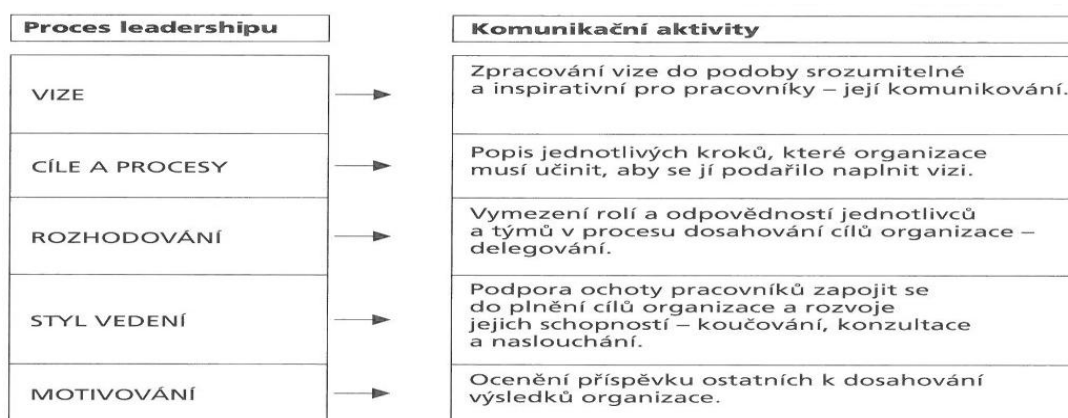 Proces leadershipu
Komunikační aktivity
VIZE
Zpracování vize do podoby srozumitelné
a inspirativní pro pracovníky – její komunikování.
CÍLE A PROCESY
Popis jednotlivých kroků, které organizace
musí učinit, aby se jí podařilo naplnit vizi.
ROZHODOVÁNÍ
Vymezení rolí a odpovědností jednotlivců
a týmů v procesu dosahování cílů organizace –
delegování.
STYL VEDENÍ
Podpora ochoty pracovníků zapojit se
do plnění cílů organizace a rozvoje
jejich schopností – koučování, konzultace
a naslouchání.
MOTIVOVÁNÍ
Ocenění příspěvku ostatních k dosahování
výsledků organizace.